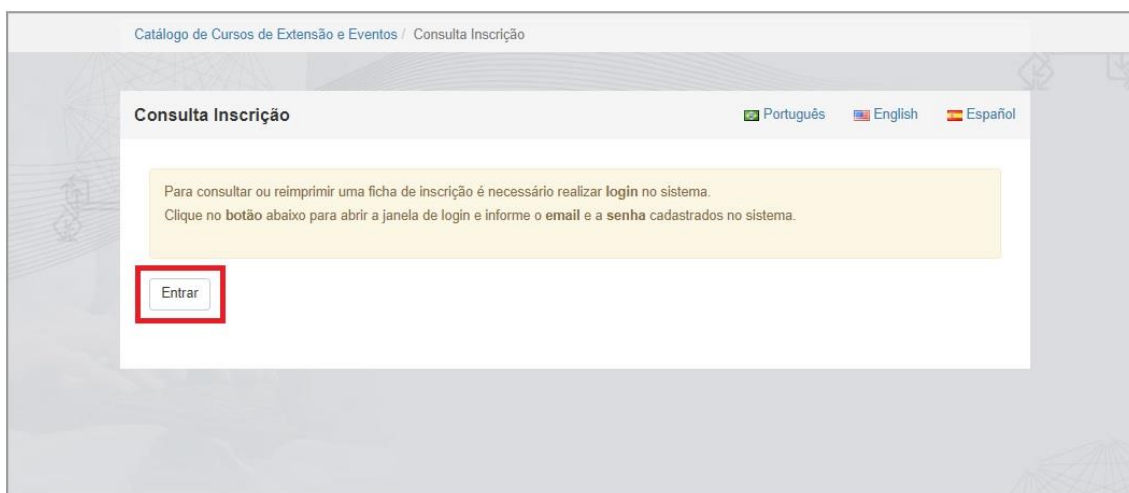 Catálogo de Cursos de Extensão e Eventos / Consulta Inscrição
Consulta Inscrição
Português English Español
Para consultar ou reimprimir uma ficha de inscrição é necessário realizar login no sistema.
Clique no botão abaixo para abrir a janela de login e informe o email e a senha cadastrados no sistema.
Entrar